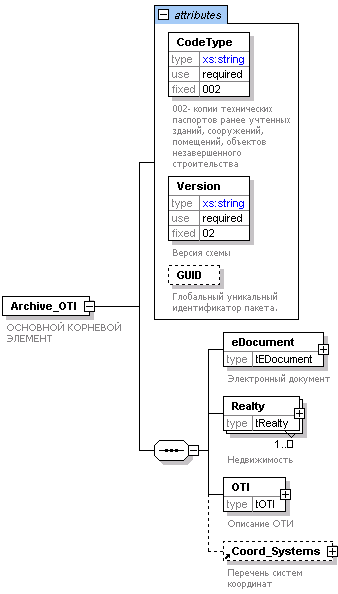 attributes
CodeType
type xs:string
use required
fixed 002
002- копии технических
паспортов ранее учтенных
зданий, сооружений,
помещений, объектов
незавершенного
строительства
Version
type xs:string
use required
fixed 02
Версия схемы
GUID
Глобальный уникальный
идентификатор пакета.
Archive_OTI
ОСНОВНОЙ КОРНЕВОЙ
ЭЛЕМЕНТ
eDocument
type tEDocument
Электронный документ
Realty
type tRealty
1..
Недвижимость
OTI
type tOTI
Описание ОТИ
Coord_Systems
Перечень систем
координат